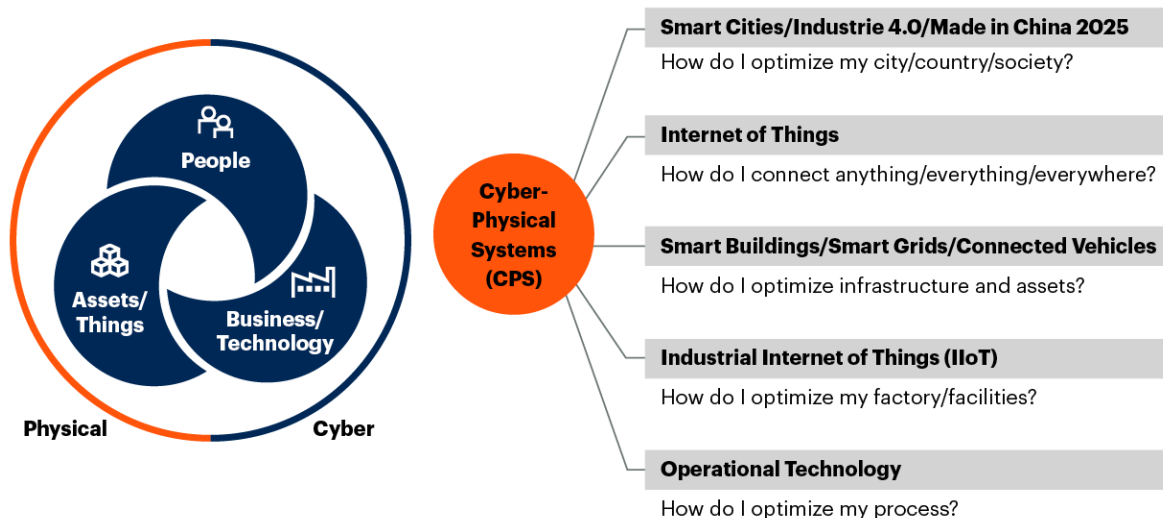 People
Assets/
Things
Business/
Technology
Physical
Cyber
Cyber-
Physical
Systems
(CPS)
Smart Cities/Industrie 4.0/Made in China 2025
How do I optimize my city/country/society?
Internet of Things
How do I connect anything/everything/everywhere?
Smart Buildings/Smart Grids/Connected Vehicles
How do I optimize infrastructure and assets?
Industrial Internet of Things (IIoT)
How do I optimize my factory/facilities?
Operational Technology
How do I optimize my process?